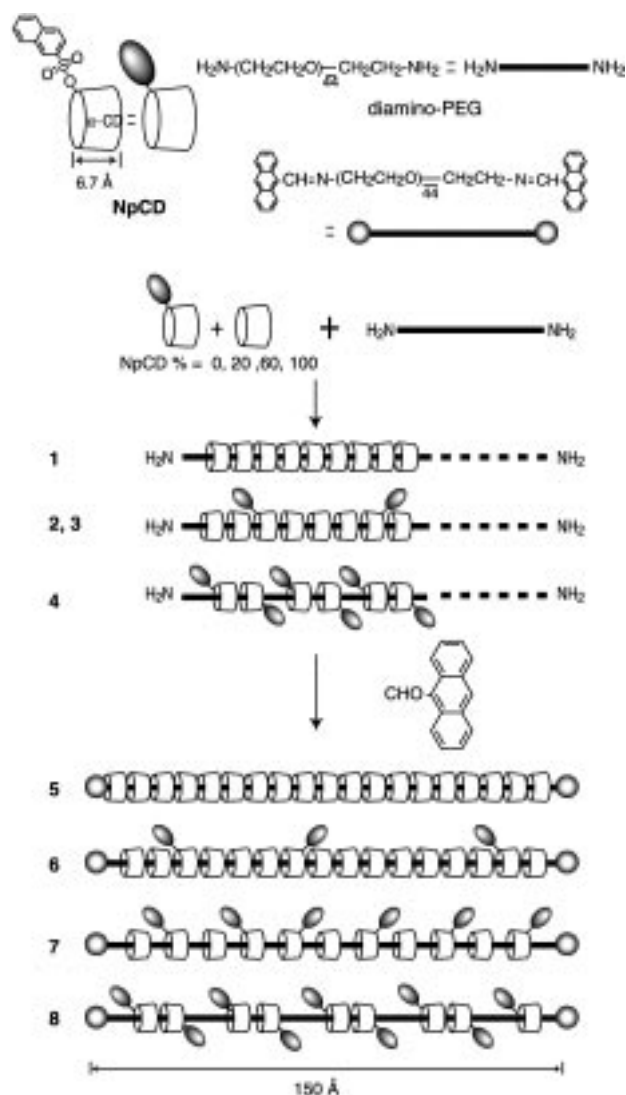 O
S
O
O
H₂N-(CH₂CH₂O)44 CH₂CH₂-NH₂ = H₂N NH₂
diamino-PEG
α-CD =
6.7 Å
NpCD
CH=N-(CH₂CH₂O)44 CH₂CH₂-N=CH
=
+ + H₂N NH₂
NpCD % = 0, 20 ,60, 100
1 H₂N NH₂
2, 3 H₂N NH₂
4 H₂N NH₂
CHO
5
6
7
8
150 Å